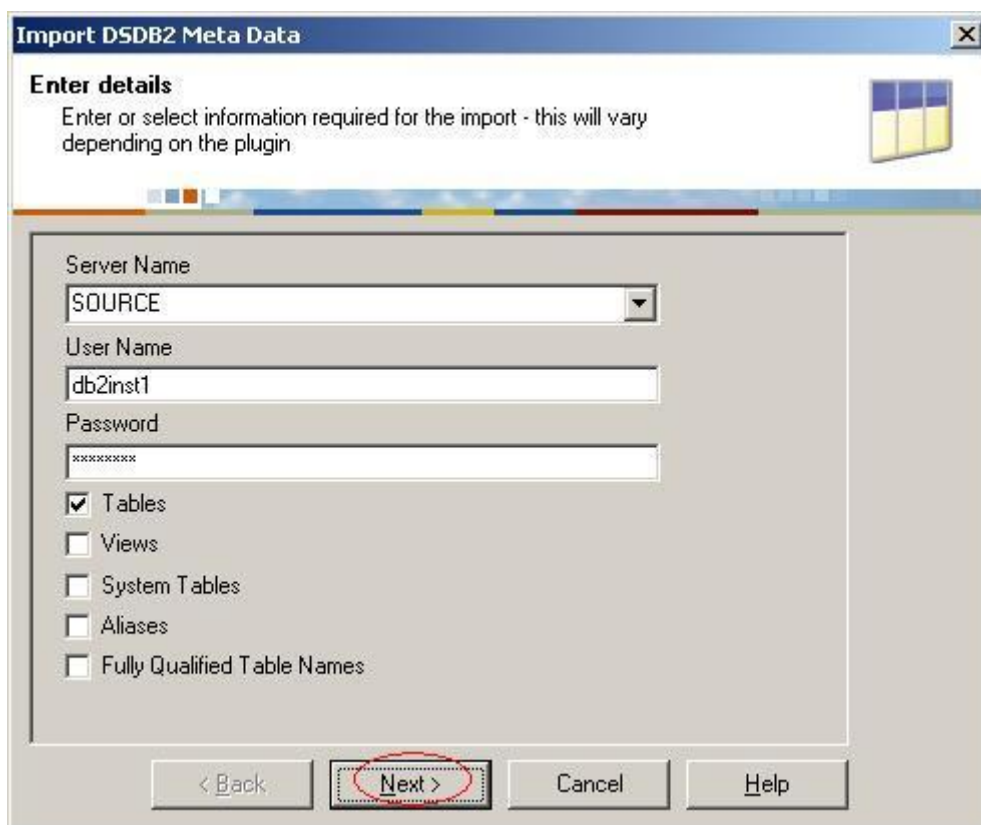 Import DSDB2 Meta Data
Enter details
Enter or select information required for the import - this will vary
depending on the plugin
Server Name
SOURCE
User Name
db2inst1
Password
××××××××
Tables
Views
System Tables
Aliases
Fully Qualified Table Names
< Back Next > Cancel Help